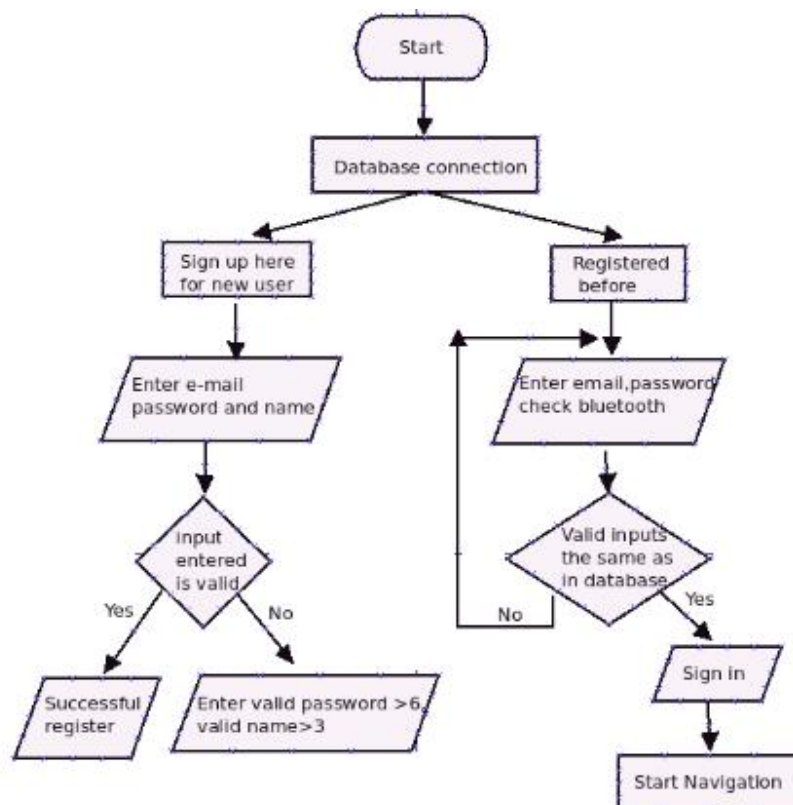 Start
Database connection
Sign up here
for new user
Registered
before
Enter e-mail
password and name
Enter email,password
check bluetooth
input
entered
is valid
Valid inputs
the same as
in database
Yes
No
No
Yes
Successful
register
Enter valid password >6,
valid name>3
Sign in
Start Navigation